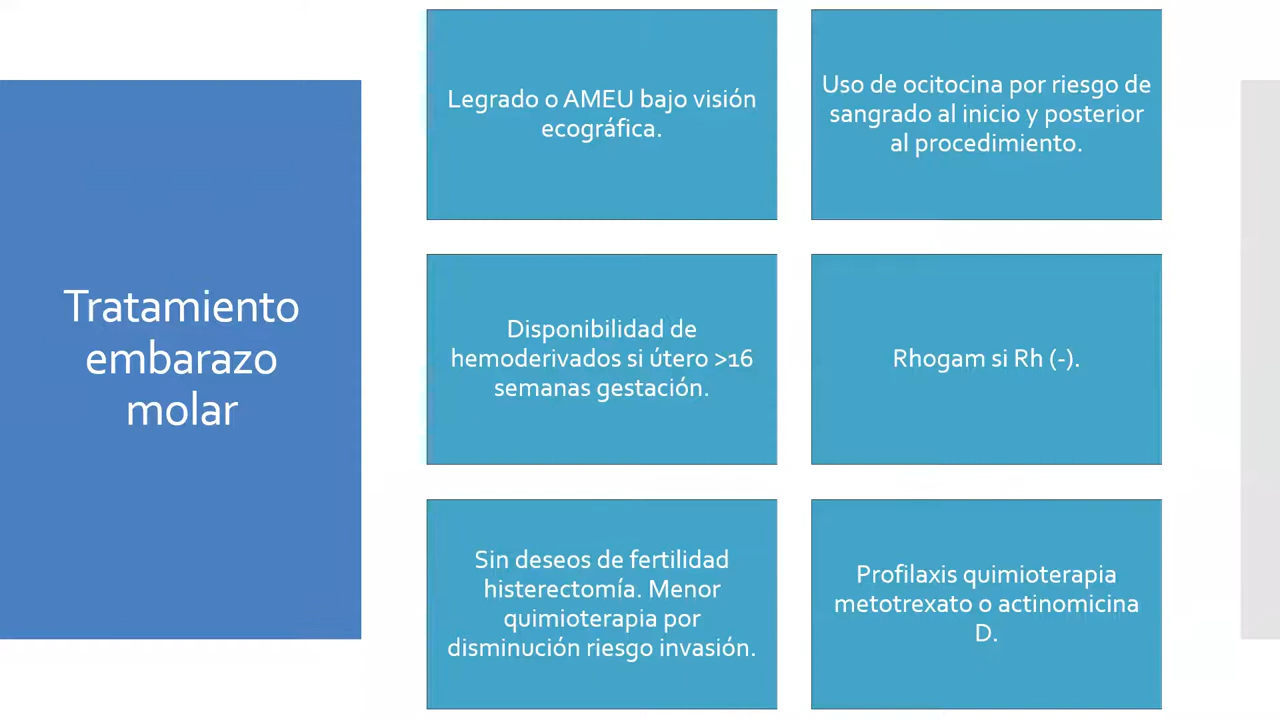 Tratamiento
embarazo
molar
Legrado o AMEU bajo visión
ecográfica.
Uso de ocitocina por riesgo de
sangrado al inicio y posterior
al procedimiento.
Disponibilidad de
hemoderivados si útero >16
semanas gestación.
Rhogam si Rh (-).
Sin deseos de fertilidad
histerectomía. Menor
quimioterapia por
disminución riesgo invasión.
Profilaxis quimioterapia
metotrexato o actinomicina
D.